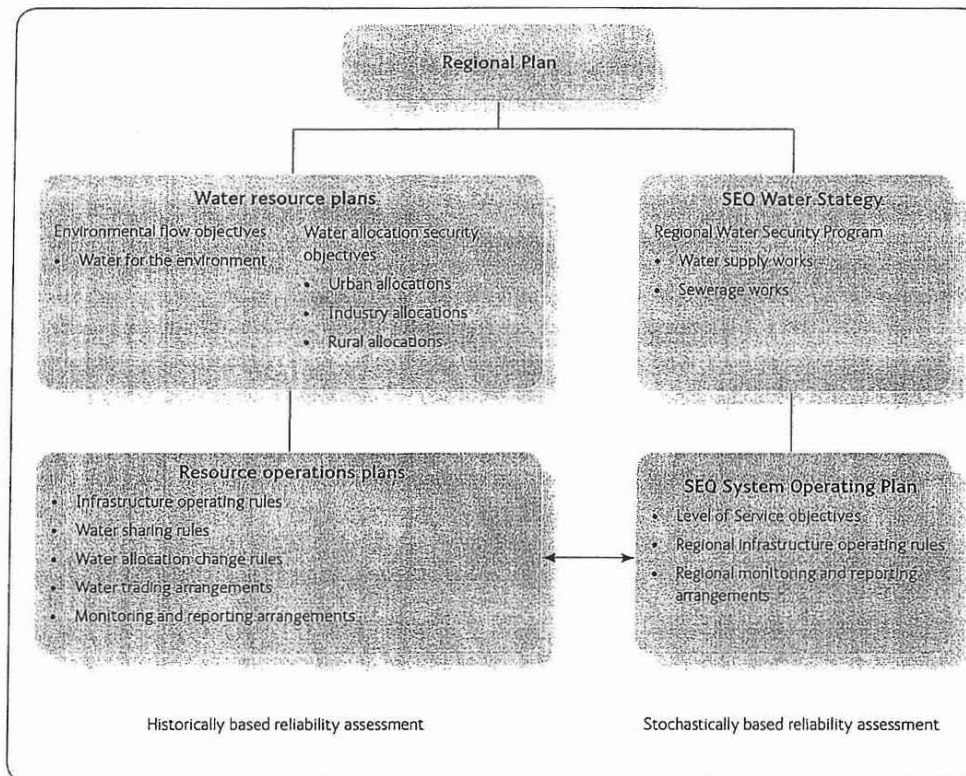 Regional Plan
Water resource plans
Environmental flow objectives
• Water for the environment
Water allocation security
objectives
• Urban allocations
• Industry allocations
• Rural allocations
SEQ Water Stategy
Regional Water Security Program
• Water supply works
• Sewerage works
Resource operations plans
• Infrastructure operating rules
• Water sharing rules
• Water allocation change rules
• Water trading arrangements
• Monitoring and reporting arrangements
SEQ System Operating Plan
• Level of Service objectives
• Regional Infrastructure operating rules
• Regional monitoring and reporting
arrangements
Historically based reliability assessment
Stochastically based reliability assessment